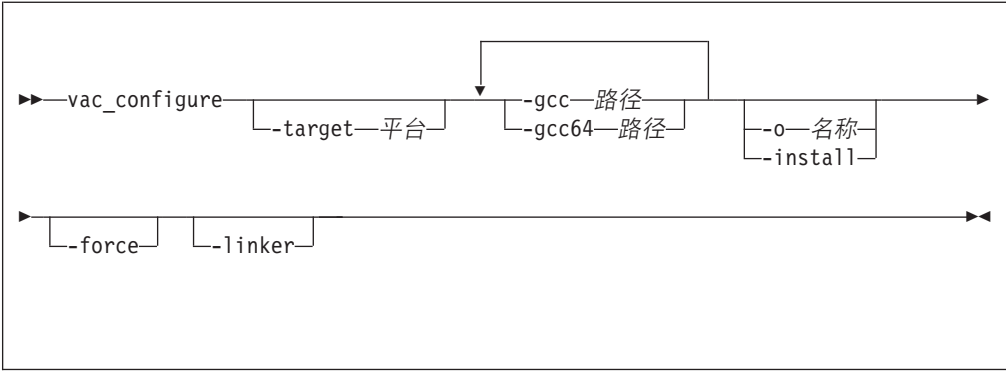 vac_configure -target 平台 -gcc 路径 -o 名称
-gcc64 路径 -install
-force -linker